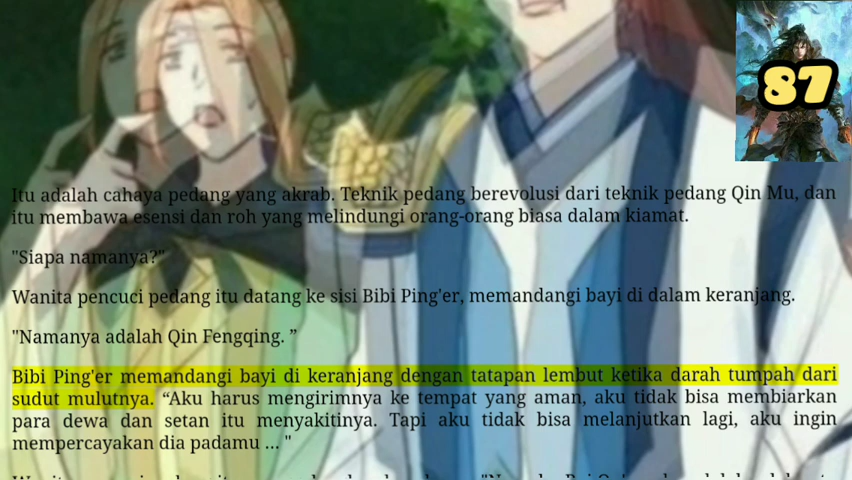 87
Itu adalah cahaya pedang yang akrab. Teknik pedang berevolusi dari teknik pedang Qin Mu, dan
itu membawa esensi dan roh yang melindungi orang-orang biasa dalam kiamat.
"Siapa namanya?"
Wanita pencuci pedang itu datang ke sisi Bibi Ping'er, memandangi bayi di dalam keranjang.
"Namanya adalah Qin Fengqing. ”
Bibi Ping'er memandangi bayi di keranjang dengan tatapan lembut ketika darah tumpah dari
sudut mulutnya. “Aku harus mengirimnya ke tempat yang aman, aku tidak bisa membiarkan
para dewa dan setan itu menyakitinya. Tapi aku tidak bisa melanjutkan lagi, aku ingin
mempercayakan dia padamu ... "